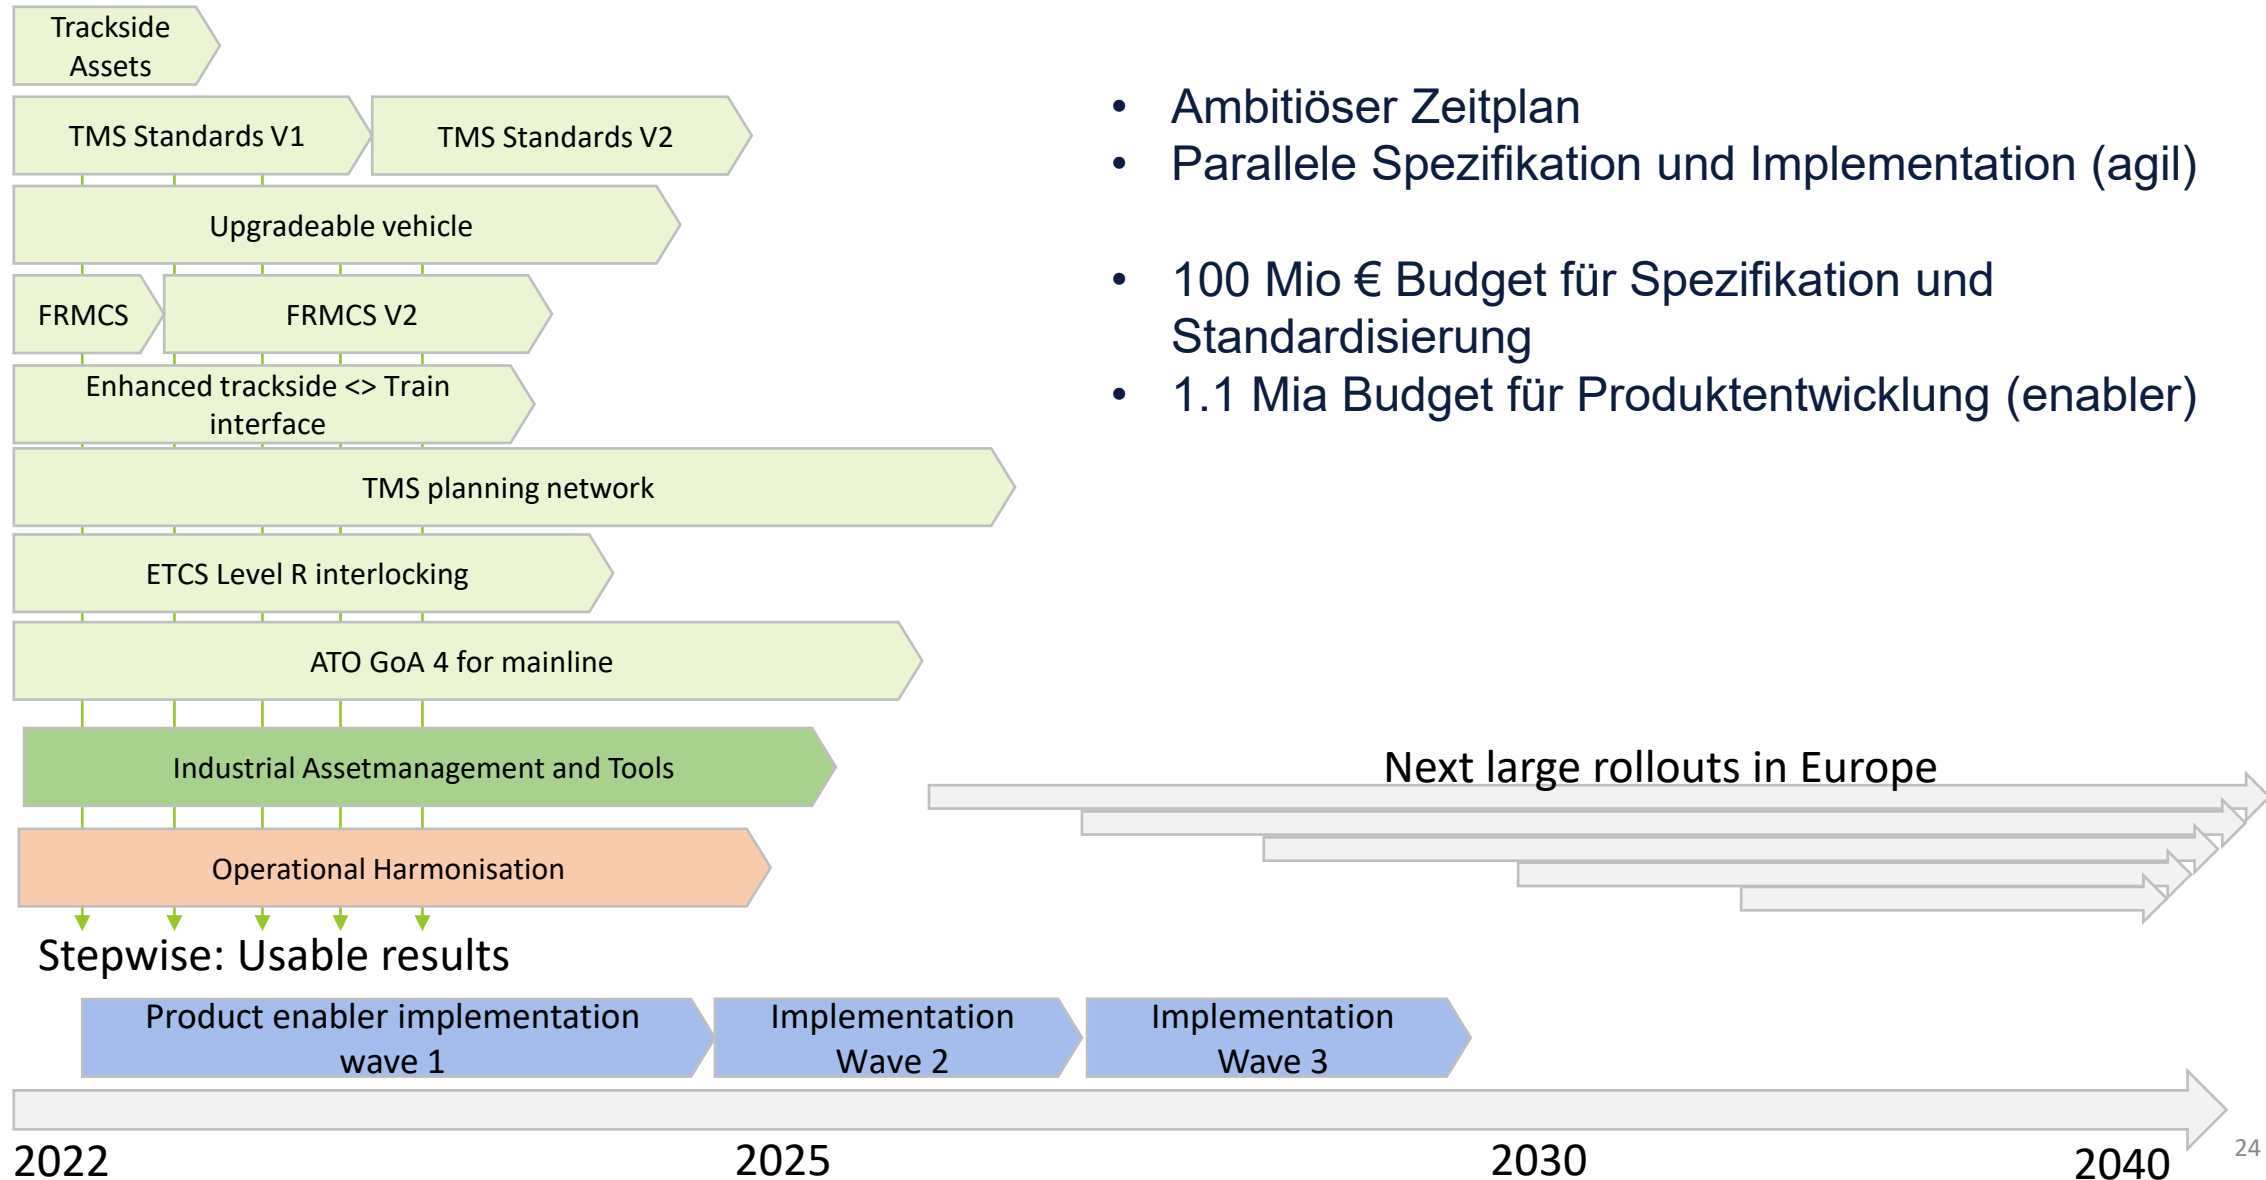 Trackside
Assets
TMS Standards V1
TMS Standards V2
Upgradeable vehicle
FRMCS
FRMCS V2
Enhanced trackside <> Train
interface
TMS planning network
ETCS Level R interlocking
ATO GoA 4 for mainline
Industrial Assetmanagement and Tools
Operational Harmonisation
Stepwise: Usable results
• Ambitiöser Zeitplan
• Parallele Spezifikation und Implementation (agil)
• 100 Mio € Budget für Spezifikation und
Standardisierung
• 1.1 Mia Budget für Produktentwicklung (enabler)
Next large rollouts in Europe
Product enabler implementation
wave 1
Implementation
Wave 2
Implementation
Wave 3
2022
2025
2030
2040
24